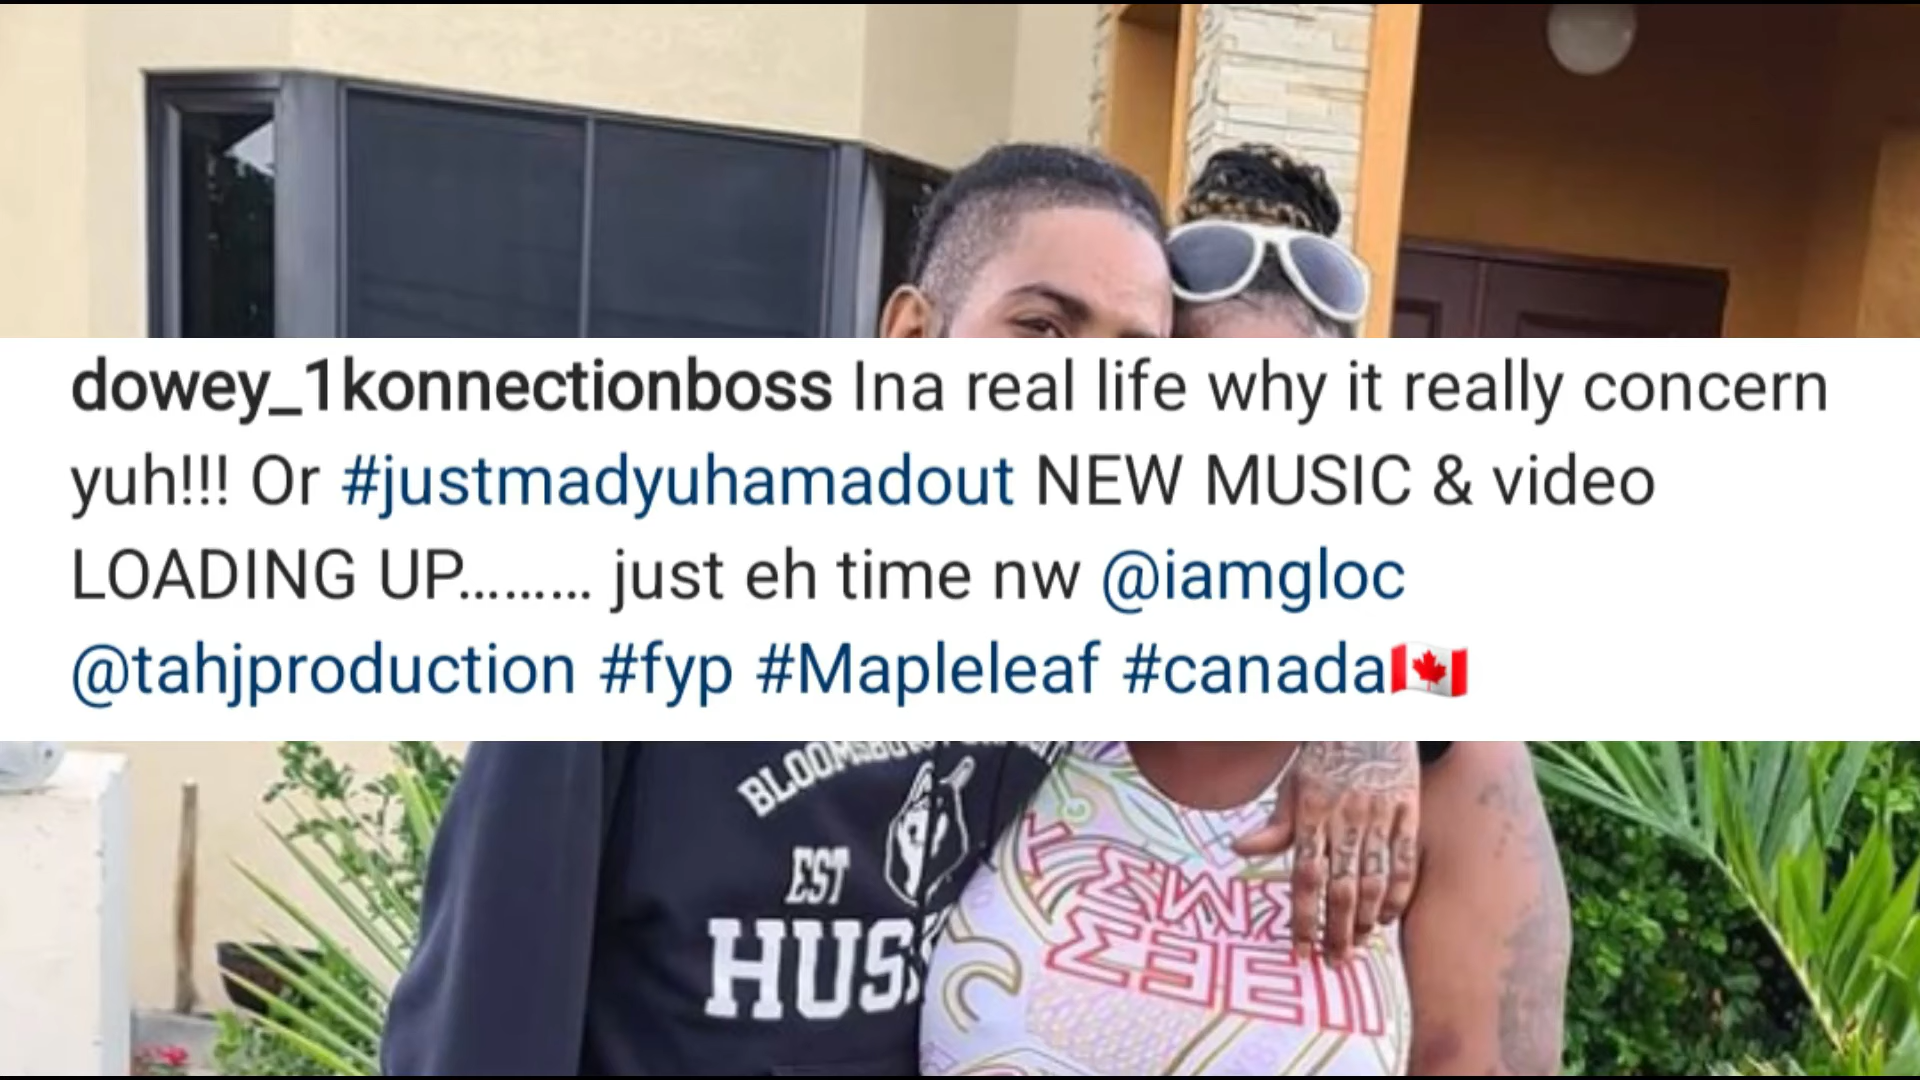 dowey_1konnectionboss Ina real life why it really concern
yuh!!! Or #justmadyuhamadout NEW MUSIC & video
LOADING UP......... just eh time nw @iamgloc
@tahjproduction #fyp #Mapleleaf #canada🇨🇦
EST